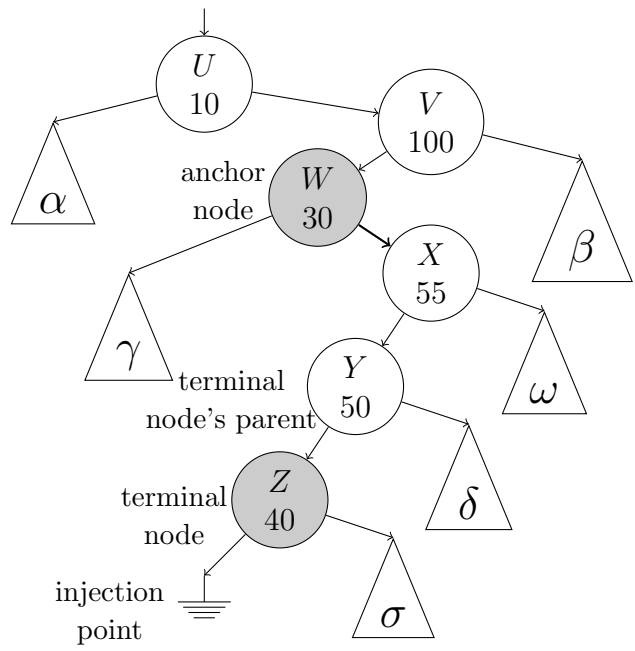 U
10
V
100
α
anchor
node
W
30
β
X
55
γ
ω
terminal
node's parent
Y
50
δ
terminal
node
Z
40
injection
point
σ